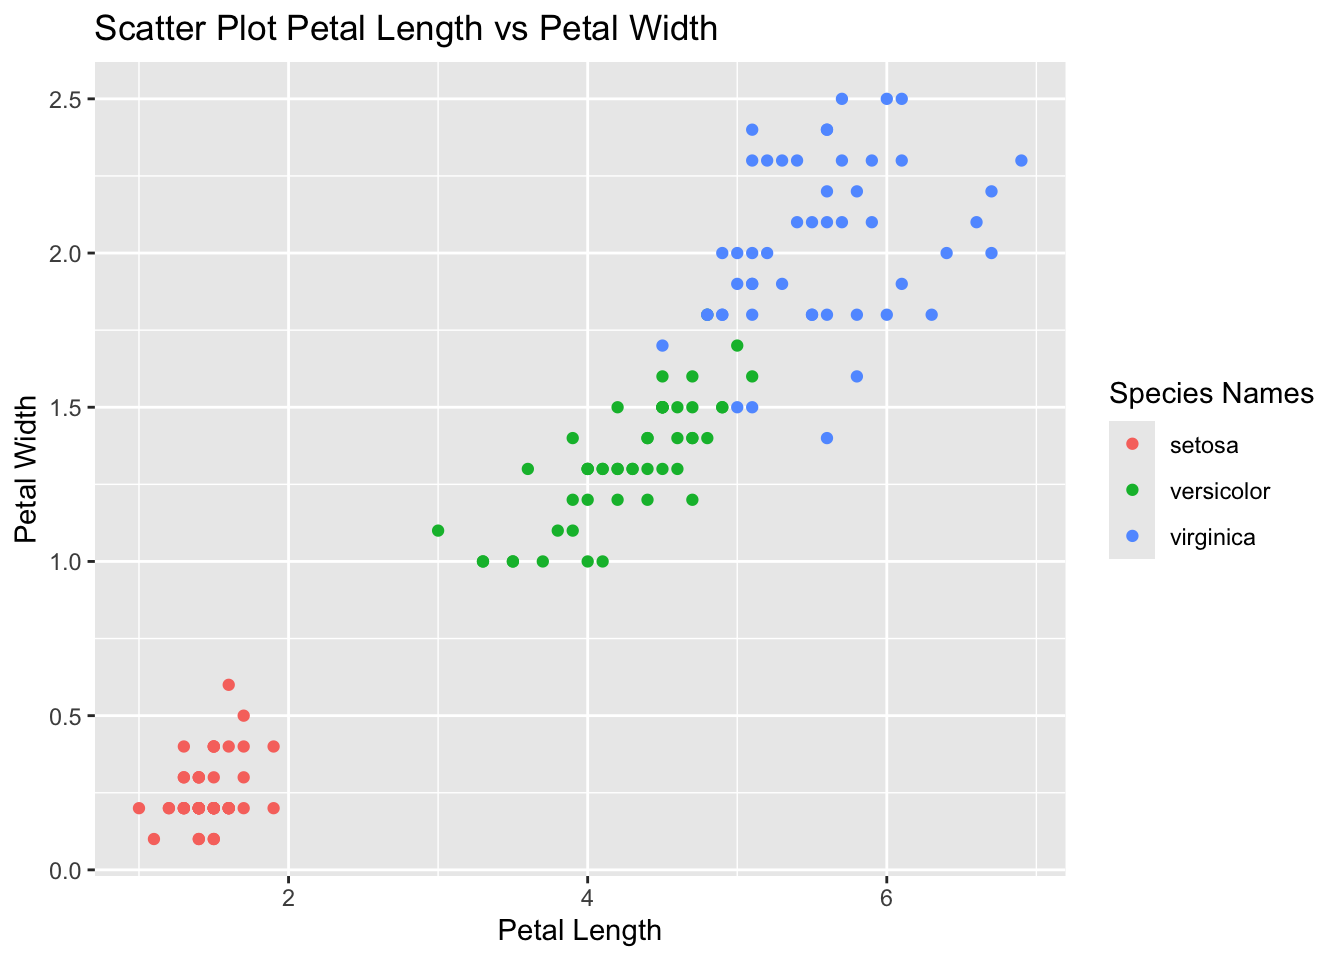 Scatter Plot Petal Length vs Petal Width
2.5
2.0
1.5
1.0
0.5
0.0
Petal Width
2 4 6
Petal Length
Species Names
setosa
versicolor
virginica